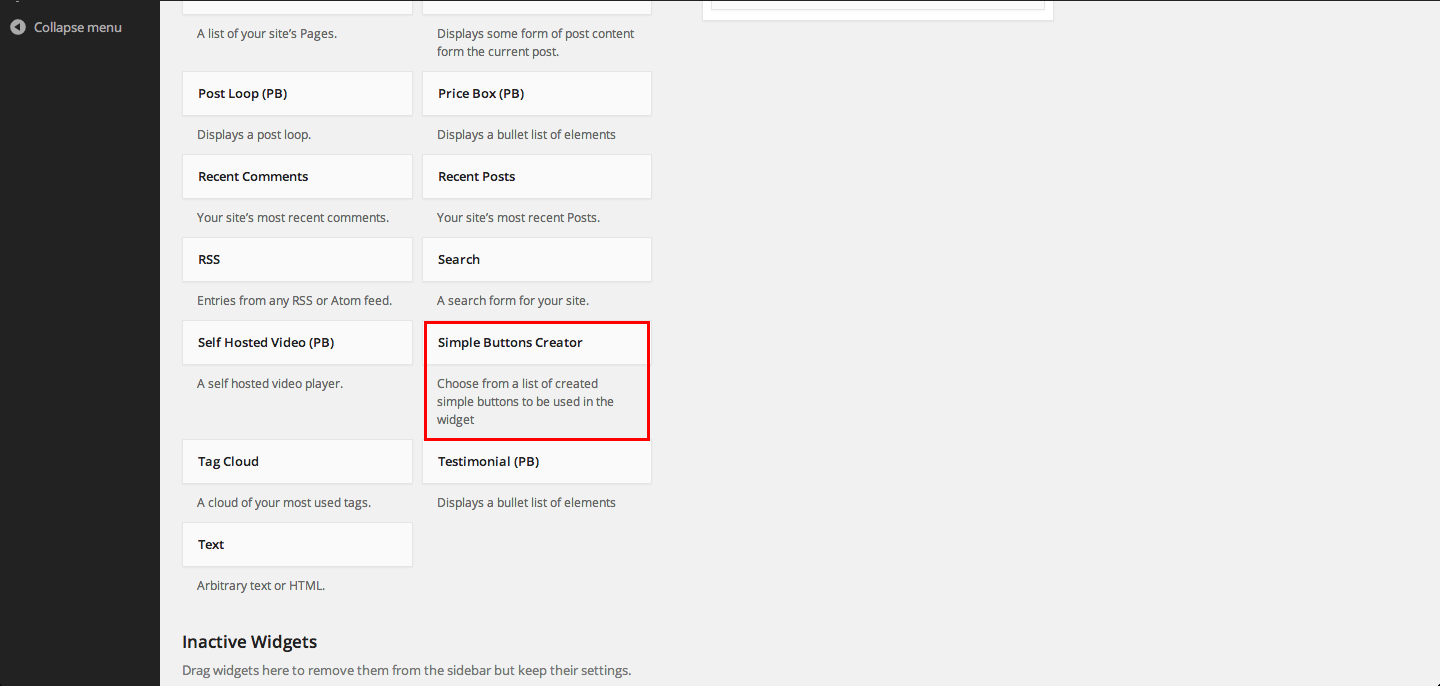 Collapse menu
A list of your site’s Pages.
Displays some form of post content
form the current post.
Post Loop (PB)
Price Box (PB)
Displays a post loop.
Displays a bullet list of elements
Recent Comments
Recent Posts
Your site’s most recent comments.
Your site’s most recent Posts.
RSS
Search
Entries from any RSS or Atom feed.
A search form for your site.
Self Hosted Video (PB)
Simple Buttons Creator
A self hosted video player.
Choose from a list of created
simple buttons to be used in the
widget
Tag Cloud
Testimonial (PB)
A cloud of your most used tags.
Displays a bullet list of elements
Text
Arbitrary text or HTML.
Inactive Widgets
Drag widgets here to remove them from the sidebar but keep their settings.